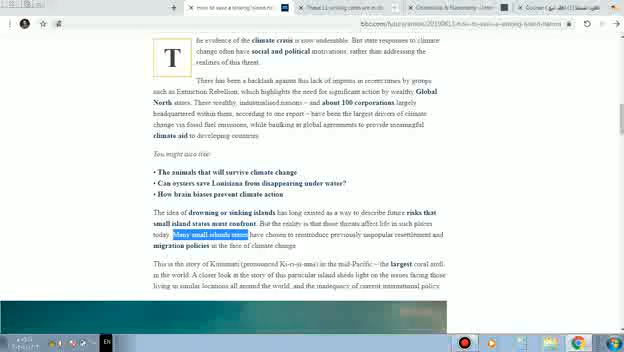 How to save a sinking island na
These 11 sinking cities are in da
bbc.com/future/article/20190813-how-to-save-a-sinking-island-nation
T
he evidence of the climate crisis is now undeniable. But state responses to climate
change often have social and political motivations, rather than addressing the
realities of this threat.
There has been a backlash against this lack of impetus in recent times by groups
such as Extinction Rebellion, which highlights the need for significant action by wealthy Global
North states. These wealthy, industrialised nations – and about 100 corporations largely
headquartered within them, according to one report – have been the largest drivers of climate
change via fossil fuel emissions, while baulking at global agreements to provide meaningful
climate aid to developing countries.
You might also like:
• The animals that will survive climate change
• Can oysters save Louisiana from disappearing under water?
• How brain biases prevent climate action
The idea of drowning or sinking islands has long existed as a way to describe future risks that
small island states must confront. But the reality is that these threats affect life in such places
today. Many small islands states have chosen to reintroduce previously unpopular resettlement and
migration policies in the face of climate change.
This is the story of Kiritimati (pronounced Ki-ri-si-mas) in the mid-Pacific – the largest coral atoll
in the world. A closer look at the story of this particular island sheds light on the issues facing those
living in similar locations all around the world, and the inadequacy of current international policy.
EN